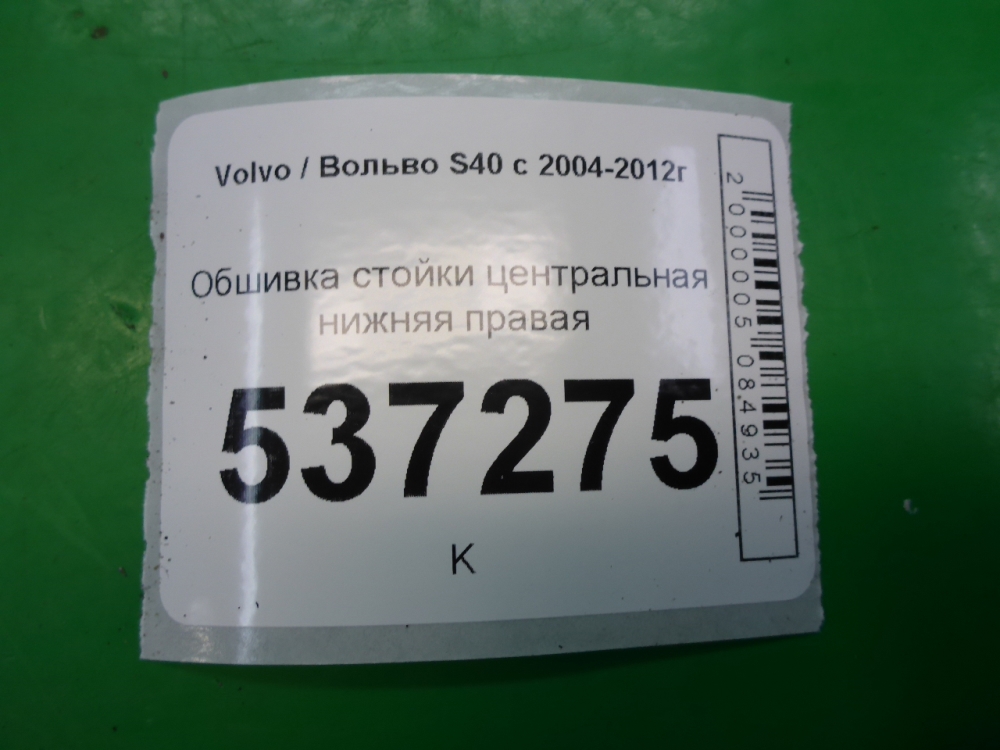 Volvo / Вольво S40 с 2004-2012г
Обшивка стойки центральная
нижняя правая
537275
К
2000005084935